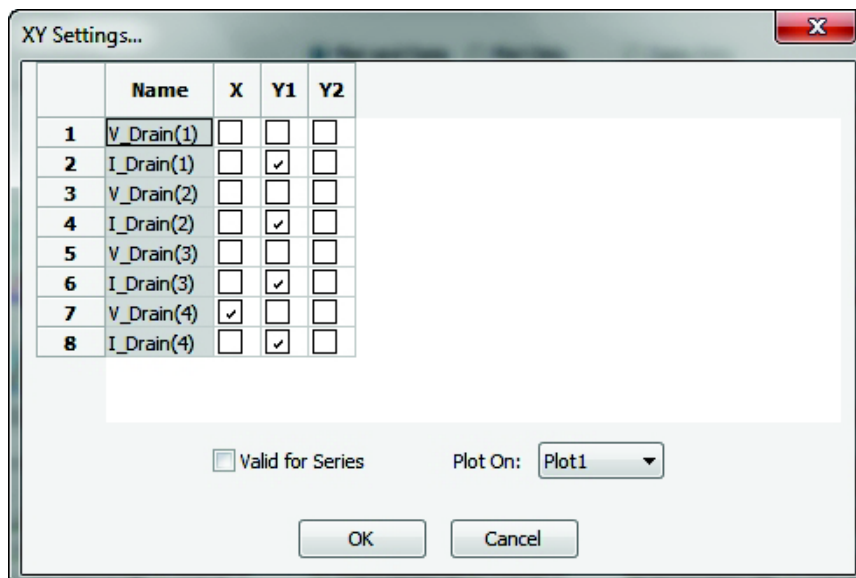 XY Settings...
Name X Y1 Y2
1 V_Drain(1)
2 I_Drain(1)
3 V_Drain(2)
4 I_Drain(2)
5 V_Drain(3)
6 I_Drain(3)
7 V_Drain(4)
8 I_Drain(4)
Valid for Series Plot On: Plot1
OK Cancel